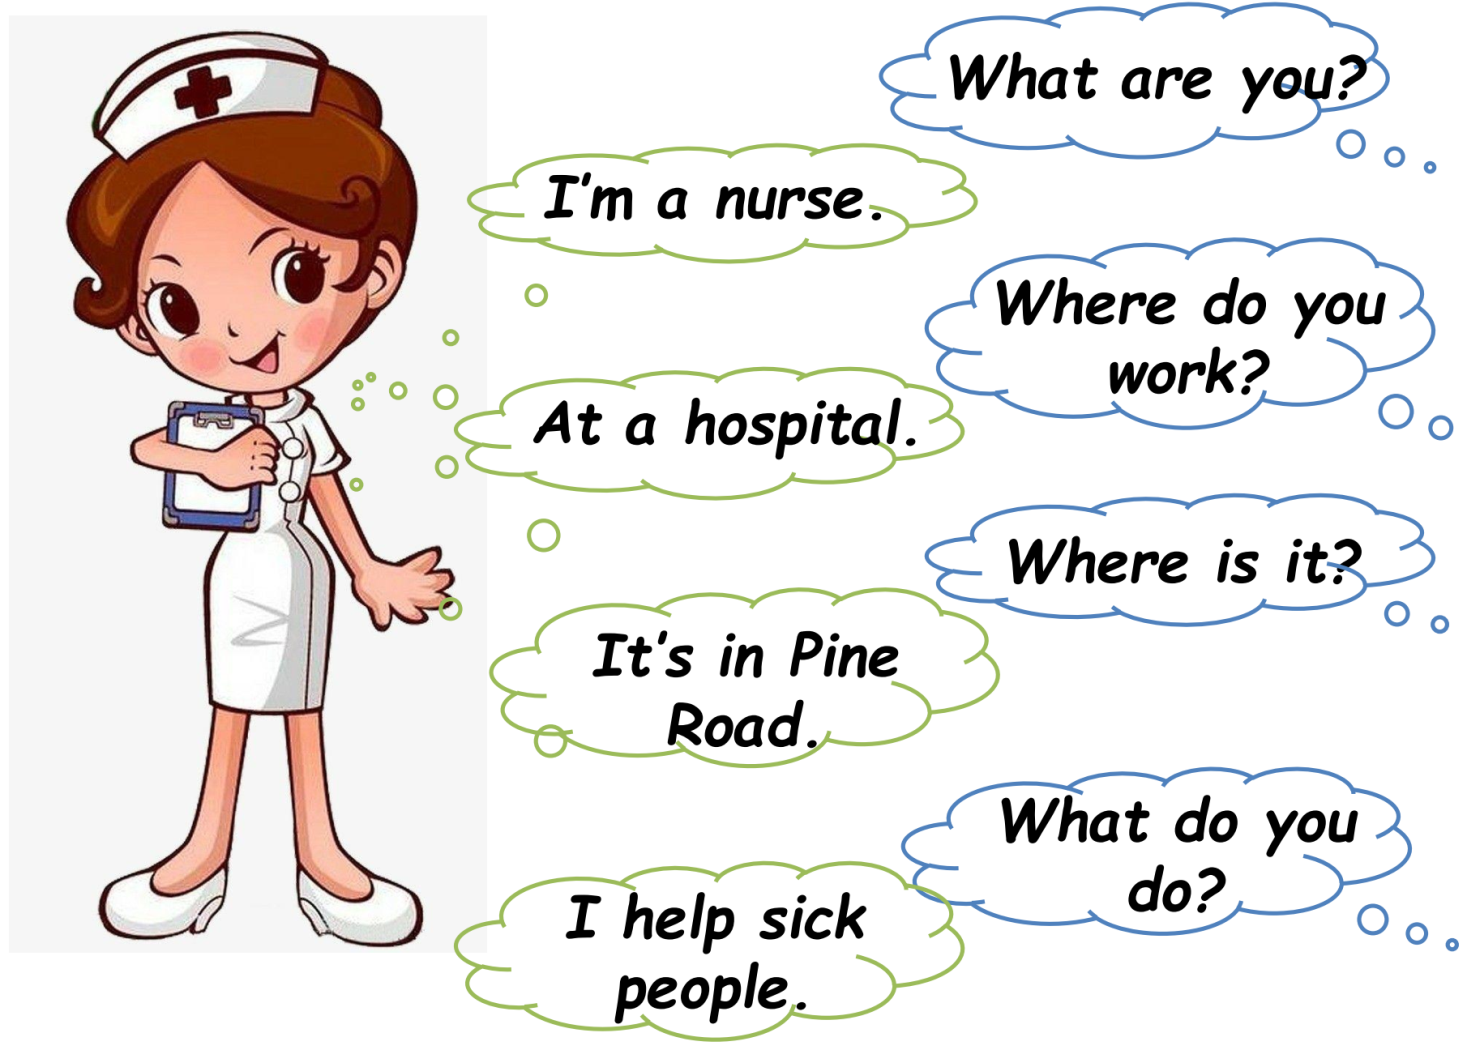 What are you?
I'm a nurse.
Where do you
work?
At a hospital.
Where is it?
It's in Pine
Road.
What do you
do?
I help sick
people.